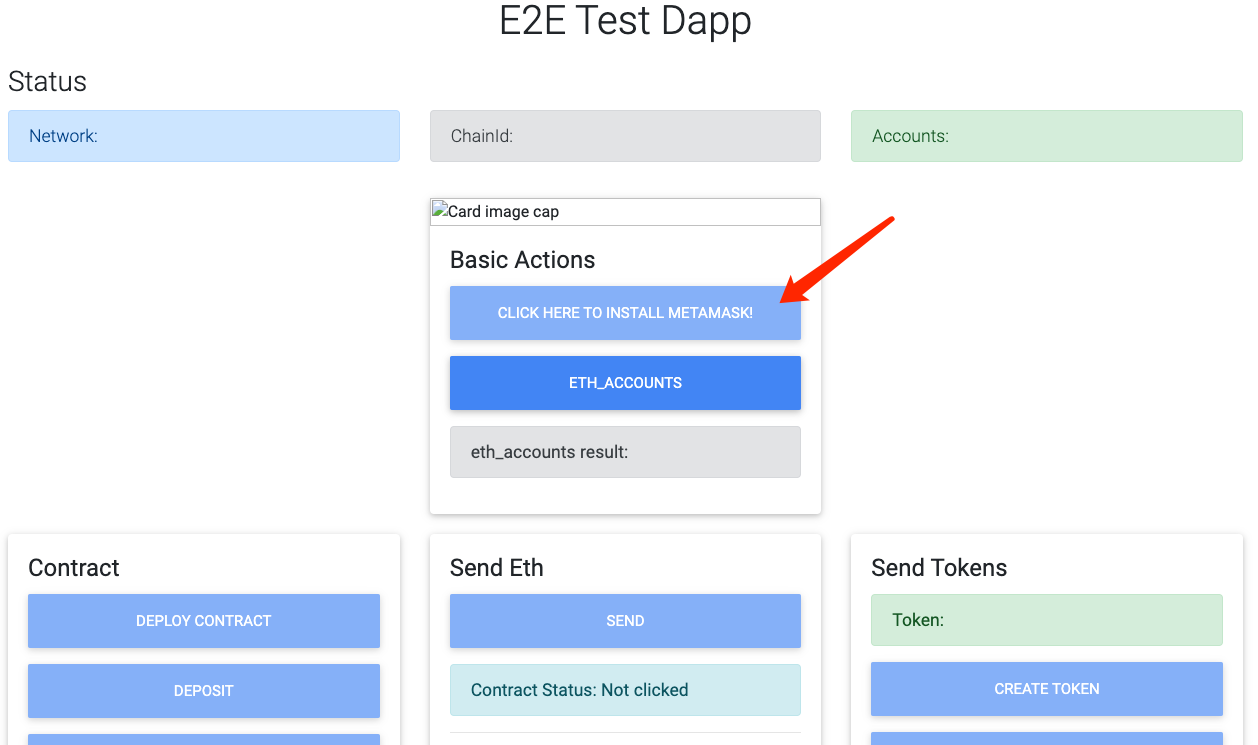 E2E Test Dapp
Status
Network:
ChainId:
Accounts:
Card image cap
Basic Actions
CLICK HERE TO INSTALL METAMASK!
ETH_ACCOUNTS
eth_accounts result:
Contract
DEPLOY CONTRACT
DEPOSIT
Send Eth
SEND
Contract Status: Not clicked
Send Tokens
Token:
CREATE TOKEN